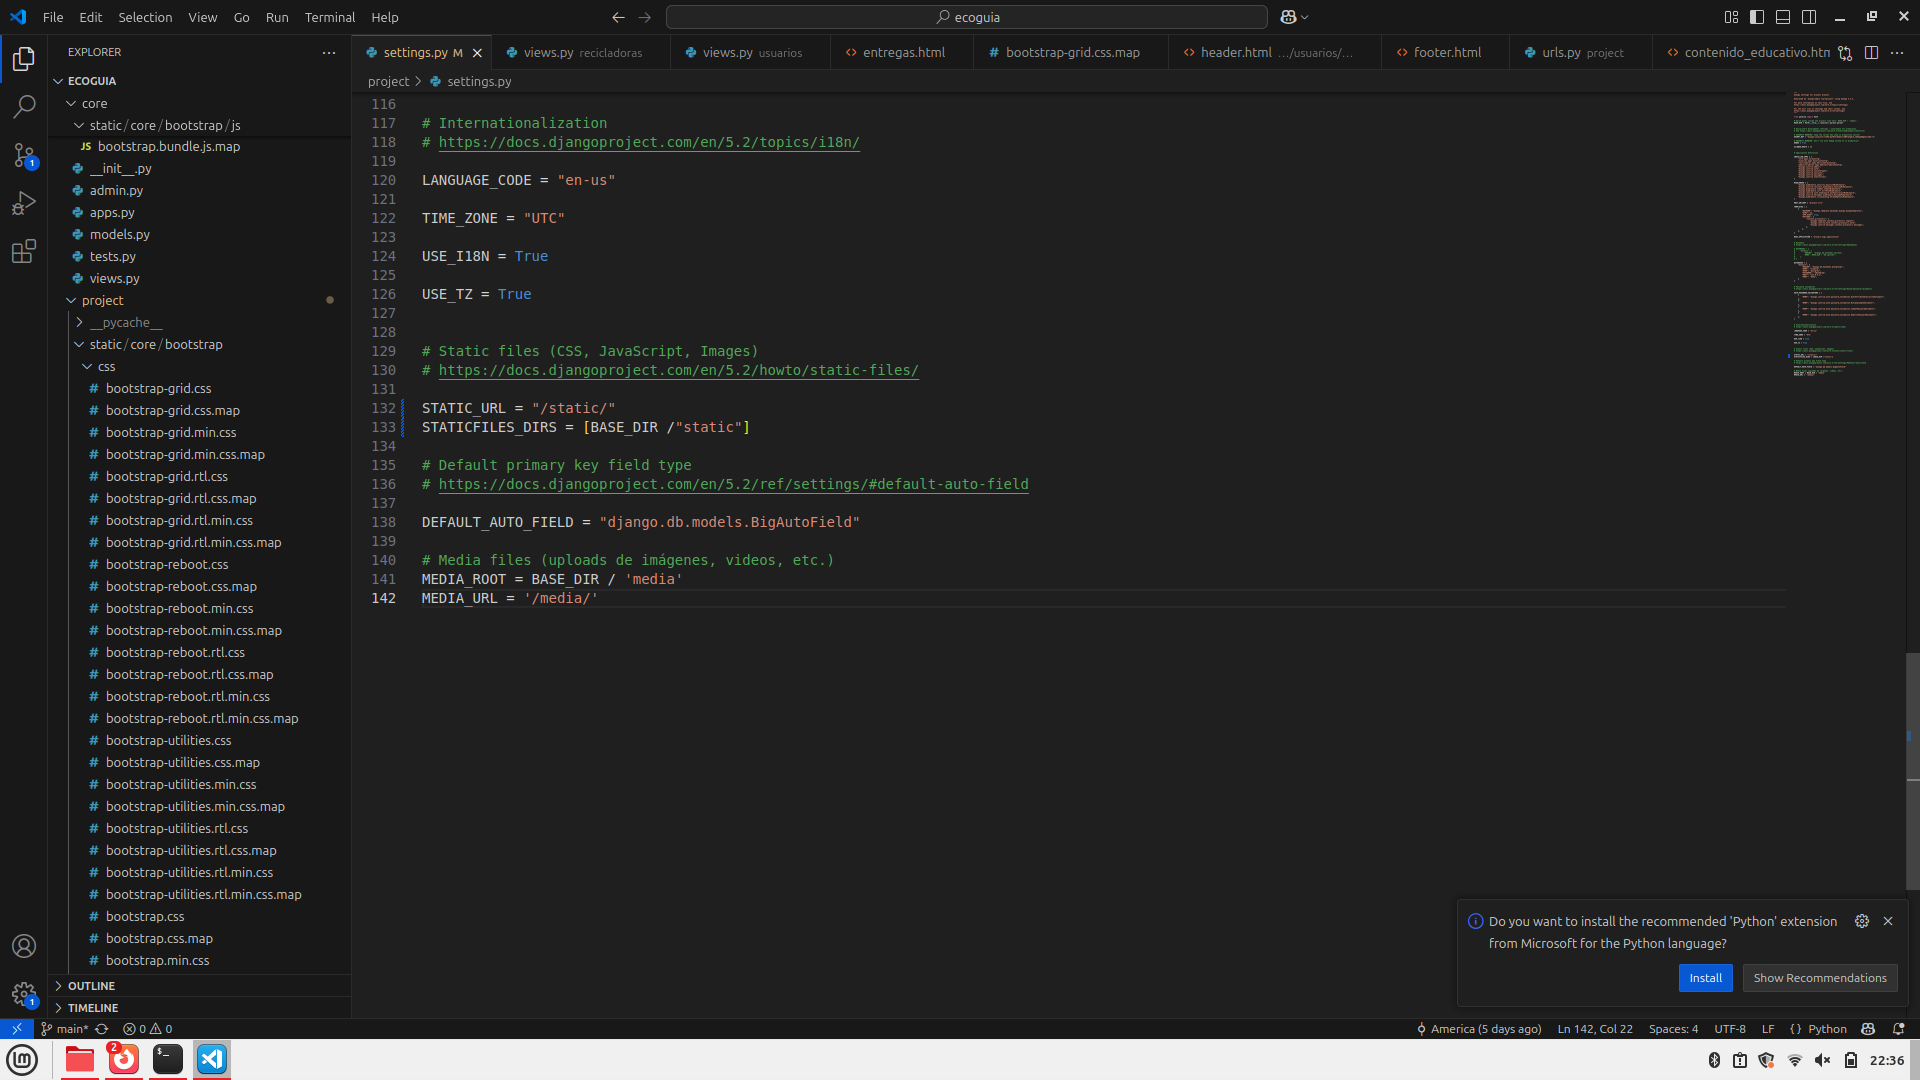 File Edit Selection View Go Run Terminal Help
ecoguia
EXPLORER
settings.py M
views.py recicladoras
views.py usuarios
entregas.html
bootstrap-grid.css.map
header.html .../usuarios/...
footer.html
urls.py project
contenido_educativo.htm
ECOGUIA
core
static/core/bootstrap/js
JS bootstrap.bundle.js.map
__init__.py
admin.py
apps.py
models.py
tests.py
views.py
project
__pycache__
static/core/bootstrap
css
# bootstrap-grid.css
# bootstrap-grid.css.map
# bootstrap-grid.min.css
# bootstrap-grid.min.css.map
# bootstrap-grid.rtl.css
# bootstrap-grid.rtl.css.map
# bootstrap-grid.rtl.min.css
# bootstrap-grid.rtl.min.css.map
# bootstrap-reboot.css
# bootstrap-reboot.css.map
# bootstrap-reboot.min.css
# bootstrap-reboot.min.css.map
# bootstrap-reboot.rtl.css
# bootstrap-reboot.rtl.css.map
# bootstrap-reboot.rtl.min.css
# bootstrap-reboot.rtl.min.css.map
# bootstrap-utilities.css
# bootstrap-utilities.css.map
# bootstrap-utilities.min.css
# bootstrap-utilities.min.css.map
# bootstrap-utilities.rtl.css
# bootstrap-utilities.rtl.css.map
# bootstrap-utilities.rtl.min.css
# bootstrap-utilities.rtl.min.css.map
# bootstrap.css
# bootstrap.css.map
# bootstrap.min.css
OUTLINE
TIMELINE
project > settings.py
116
117 # Internationalization
118 # https://docs.djangoproject.com/en/5.2/topics/i18n/
119
120 LANGUAGE_CODE = "en-us"
121
122 TIME_ZONE = "UTC"
123
124 USE_I18N = True
125
126 USE_TZ = True
127
128
129 # Static files (CSS, JavaScript, Images)
130 # https://docs.djangoproject.com/en/5.2/howto/static-files/
131
132 STATIC_URL = "/static/"
133 STATICFILES_DIRS = [BASE_DIR /"static"]
134
135 # Default primary key field type
136 # https://docs.djangoproject.com/en/5.2/ref/settings/#default-auto-field
137
138 DEFAULT_AUTO_FIELD = "django.db.models.BigAutoField"
139
140 # Media files (uploads de imágenes, videos, etc.)
141 MEDIA_ROOT = BASE_DIR / 'media'
142 MEDIA_URL = '/media/'
Do you want to install the recommended 'Python' extension
from Microsoft for the Python language?
Install
Show Recommendations
1
1
main*
0 0
America (5 days ago)
Ln 142, Col 22
Spaces: 4
UTF-8
LF
{ } Python
2
22:36